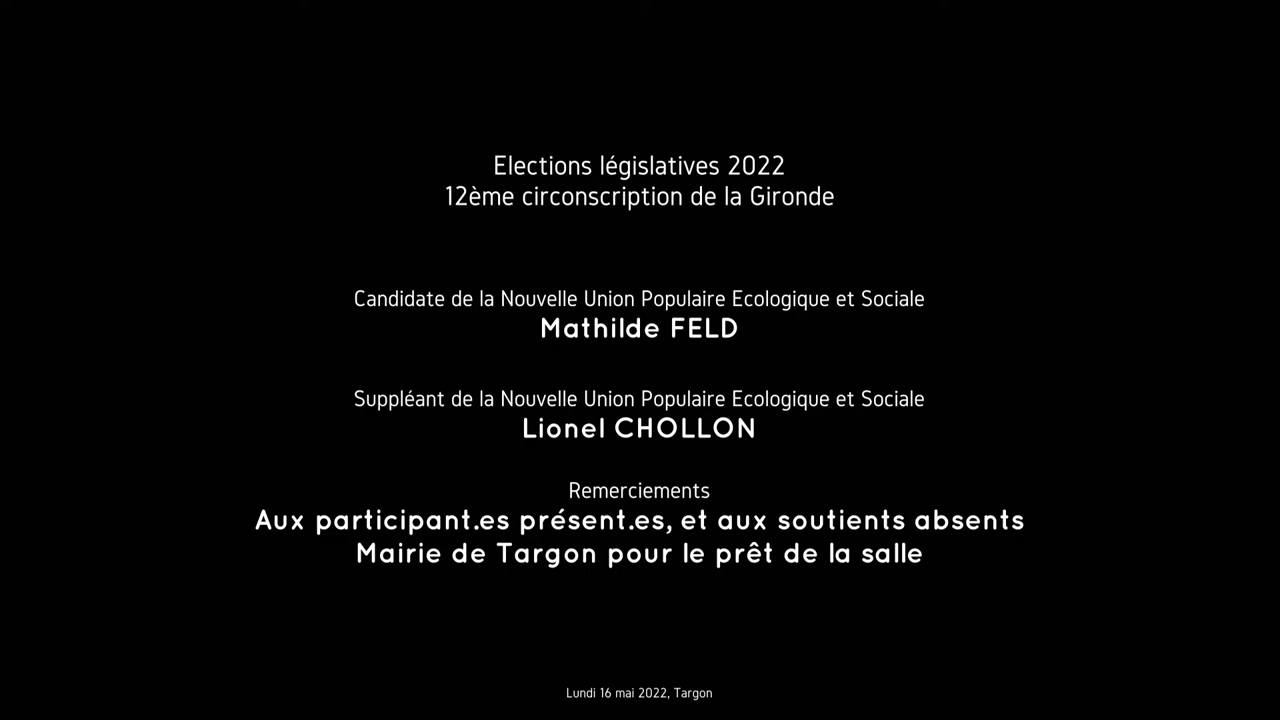 Elections législatives 2022
12ème circonscription de la Gironde
Candidate de la Nouvelle Union Populaire Ecologique et Sociale
Mathilde FELD
Suppléant de la Nouvelle Union Populaire Ecologique et Sociale
Lionel CHOLLON
Remerciements
Aux participant.es présent.es, et aux soutients absents
Mairie de Targon pour le prêt de la salle
Lundi 16 mai 2022, Targon